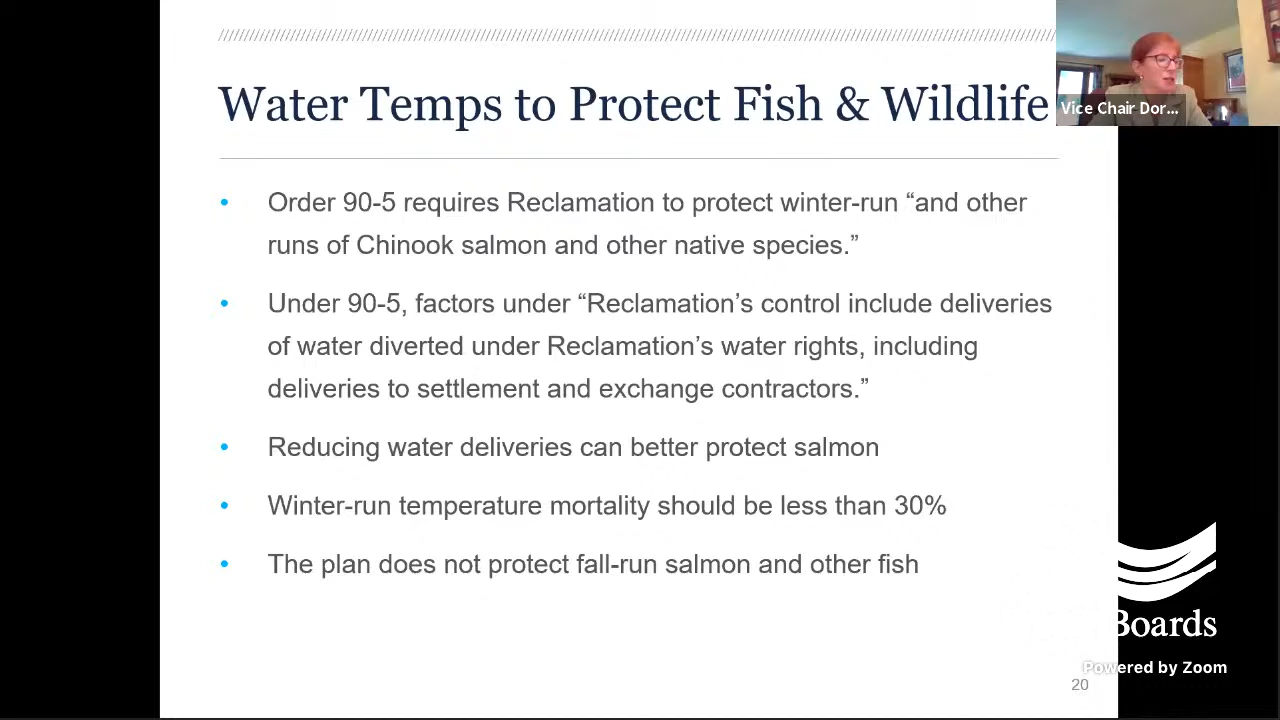 Water Temps to Protect Fish & Wildlife
Vice Chair Dor...
• Order 90-5 requires Reclamation to protect winter-run “and other
runs of Chinook salmon and other native species.”
• Under 90-5, factors under “Reclamation’s control include deliveries
of water diverted under Reclamation’s water rights, including
deliveries to settlement and exchange contractors.”
• Reducing water deliveries can better protect salmon
• Winter-run temperature mortality should be less than 30%
• The plan does not protect fall-run salmon and other fish
Boards
Powered by Zoom
20